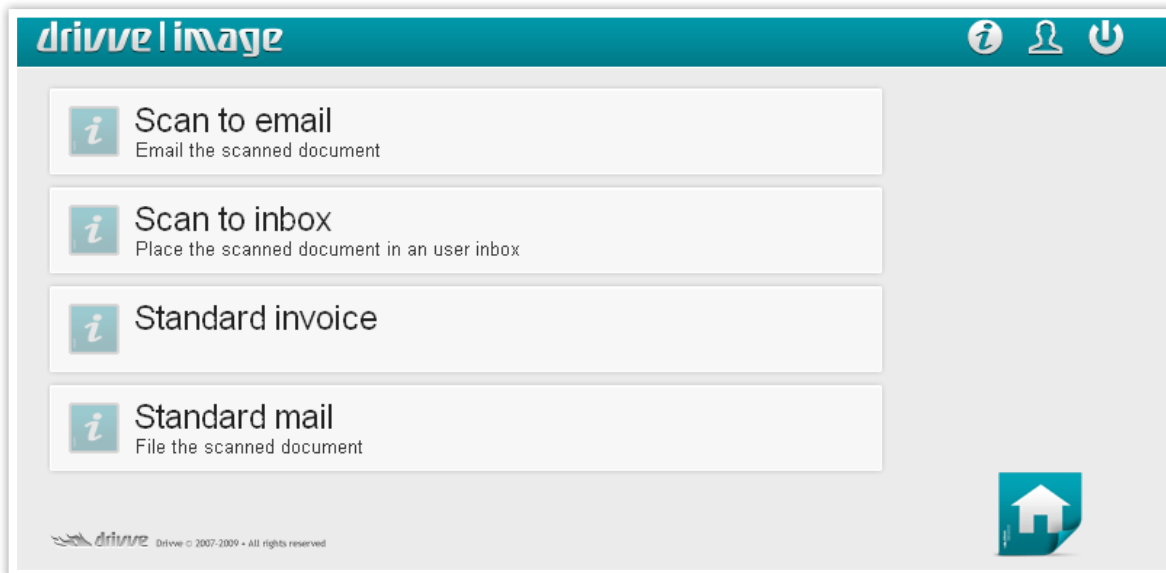 drivve | image
Scan to email
Email the scanned document
Scan to inbox
Place the scanned document in an user inbox
Standard invoice
Standard mail
File the scanned document
drivve Drivve © 2007-2009 • All rights reserved